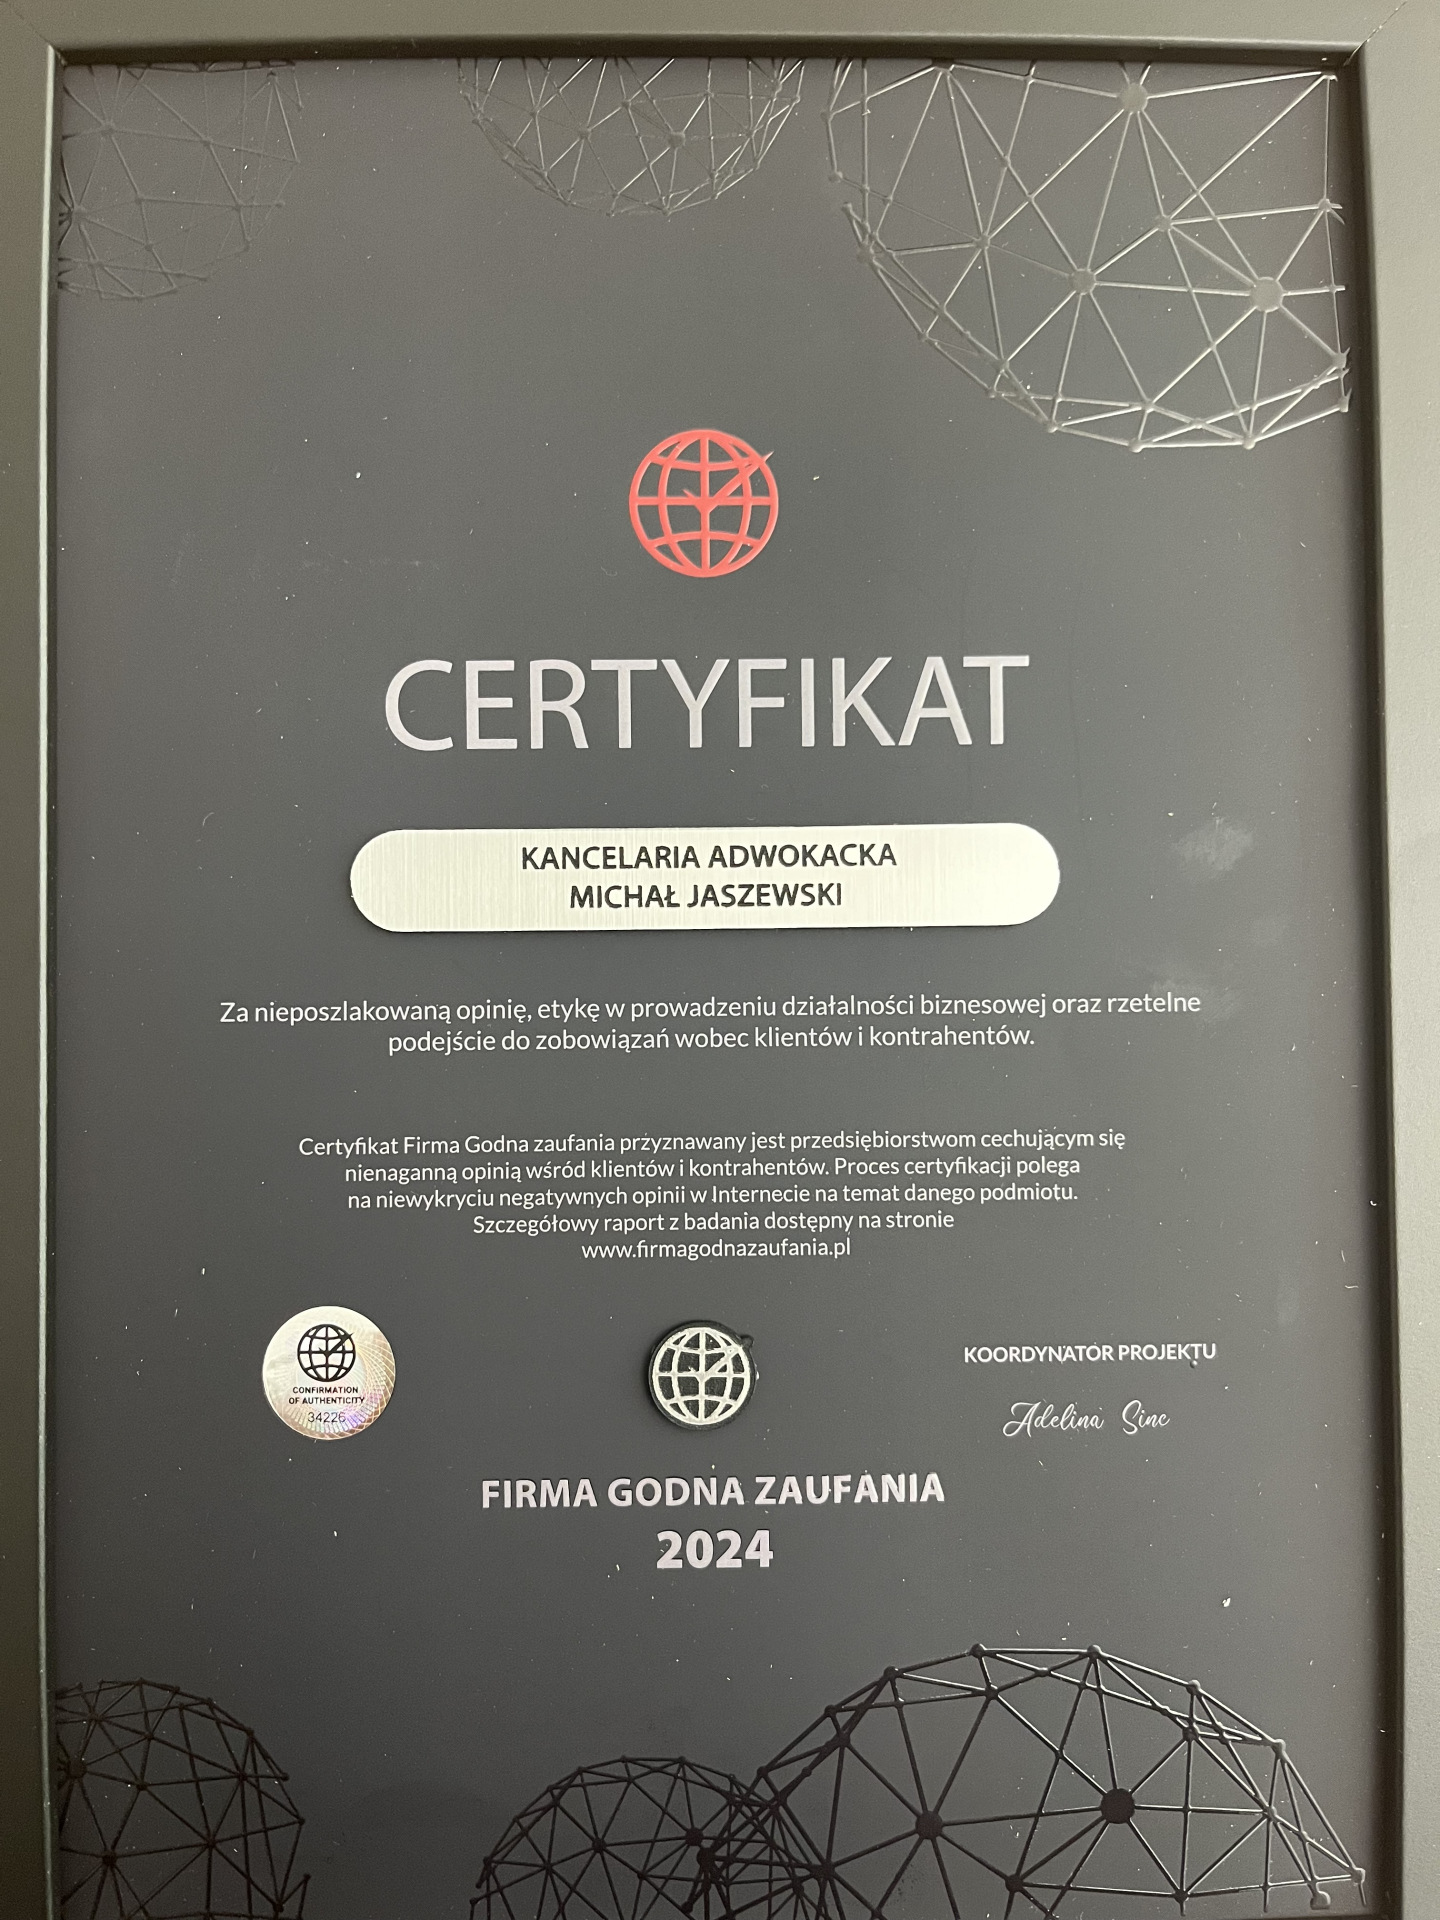 CERTYFIKAT
KANCELARIA ADWOKACKA
MICHAŁ JASZEWSKI
Za nieposzlakowaną opinię, etykę w prowadzeniu działalności biznesowej oraz rzetelne
podejście do zobowiązań wobec klientów i kontrahentów.
Certyfikat Firma Godna zaufania przyznawany jest przedsiębiorstwom cechującym się
nienaganną opinią wśród klientów i kontrahentów. Proces certyfikacji polega
na niewykryciu negatywnych opinii w Internecie na temat danego podmiotu.
Szczegółowy raport z badania dostępny na stronie
www.firmagodnazaufania.pl
CONFIRMATION
OF AUTHENTICITY
34226
KOORDYNATOR PROJEKTU
Adelina Sinc
FIRMA GODNA ZAUFANIA
2024